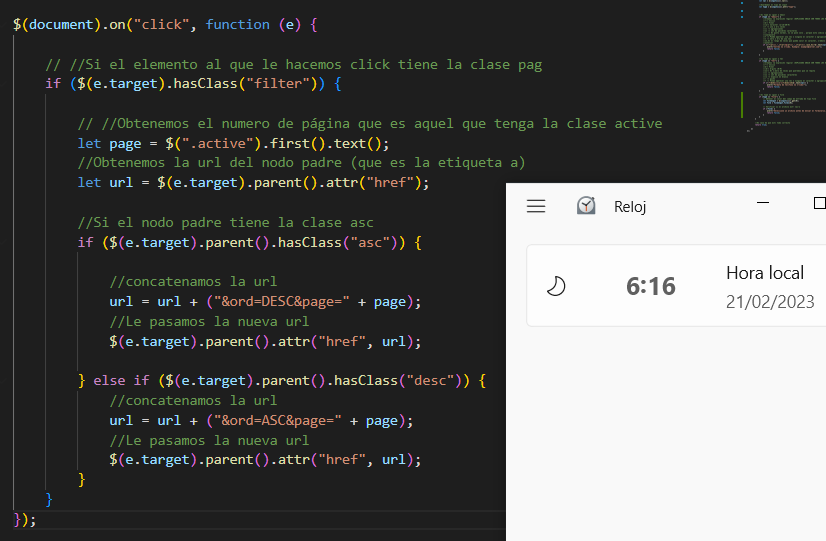 $(document).on("click", function (e) {
// //Si el elemento al que le hacemos click tiene la clase pag
if ($(e.target).hasClass("filter")) {
// //Obtenemos el numero de página que es aquel que tenga la clase active
let page = $(".active").first().text();
//Obtenemos la url del nodo padre (que es la etiqueta a)
let url = $(e.target).parent().attr("href");
//Si el nodo padre tiene la clase asc
if ($(e.target).parent().hasClass("asc")) {
//concatenamos la url
url = url + ("&ord=DESC&page=" + page);
//Le pasamos la nueva url
$(e.target).parent().attr("href", url);
} else if ($(e.target).parent().hasClass("desc")) {
//concatenamos la url
url = url + ("&ord=ASC&page=" + page);
//Le pasamos la nueva url
$(e.target).parent().attr("href", url);
}
}
});
Reloj
6:16
Hora local
21/02/2023